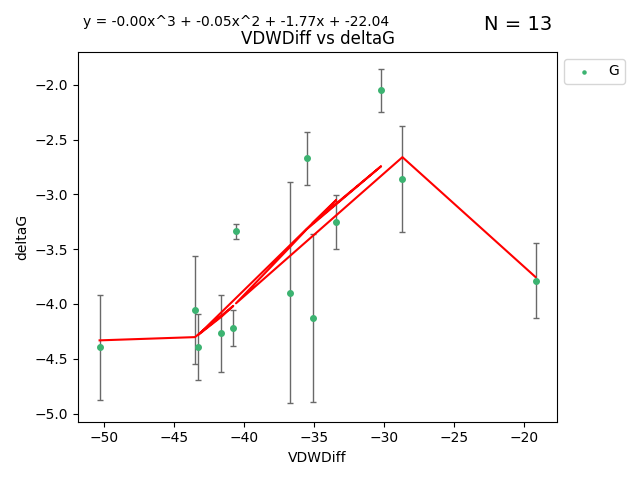 y = -0.00x^3 + -0.05x^2 + -1.77x + -22.04
N = 13
VDWDiff vs deltaG
G
deltaG
−2.0
−2.5
−3.0
−3.5
−4.0
−4.5
−5.0
−50 −45 −40 −35 −30 −25 −20
VDWDiff